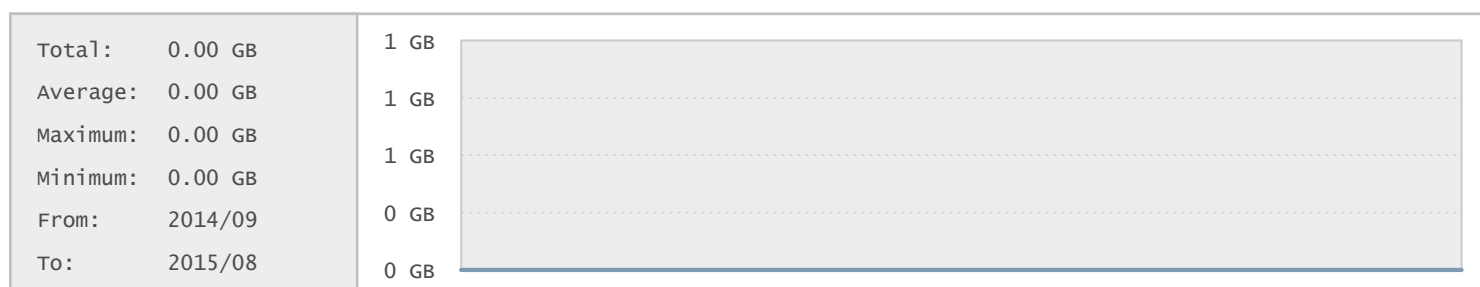 Total: 0.00 GB
Average: 0.00 GB
Maximum: 0.00 GB
Minimum: 0.00 GB
From: 2014/09
To: 2015/08
1 GB
1 GB
1 GB
0 GB
0 GB